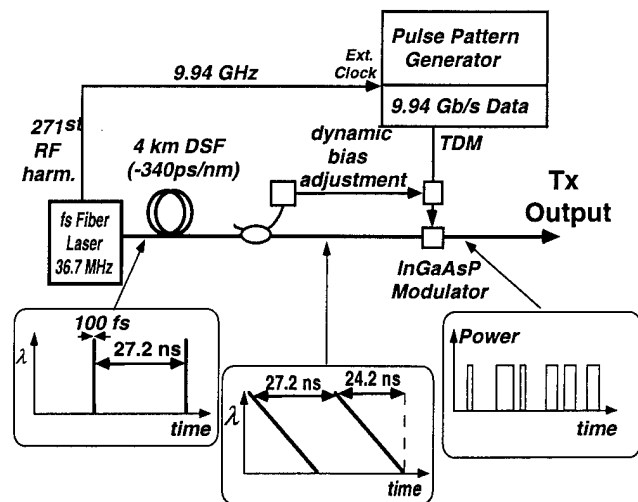 Pulse Pattern
Generator
9.94 Gb/s Data
Ext.
Clock
9.94 GHz
271st
RF
harm.
4 km DSF
(-340ps/nm)
dynamic
bias
adjustment
TDM
Tx
Output
fs Fiber
Laser
36.7 MHz
InGaAsP
Modulator
100 fs
27.2 ns
λ
time
27.2 ns
24.2 ns
λ
time
Power
time